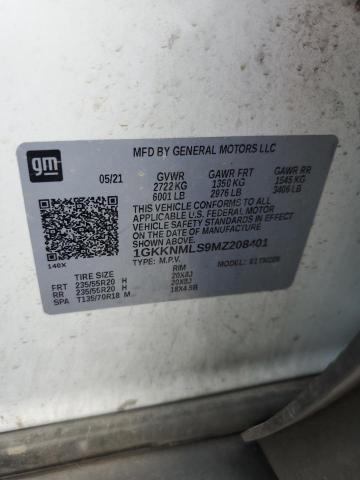 gm
MFD BY GENERAL MOTORS LLC
05/21 GVWR GAWR FRT GAWR RR
2722 KG 1350 KG 1545 KG
6001 LB 2976 LB 3406 LB
THIS VEHICLE CONFORMS TO ALL
APPLICABLE U.S. FEDERAL MOTOR
VEHICLE SAFETY STANDARDS IN EFFECT
ON THE DATE OF MANUFACTURE SHOWN ABOVE.
1GKKNMLS9MZ208401
TYPE: M.P.V. MODEL:
140X
TIRE SIZE RIM
FRT 235/55R20 H 20X8J
RR 235/55R20 H 20X8J
SPA T135/70R18 M 18X4.5B